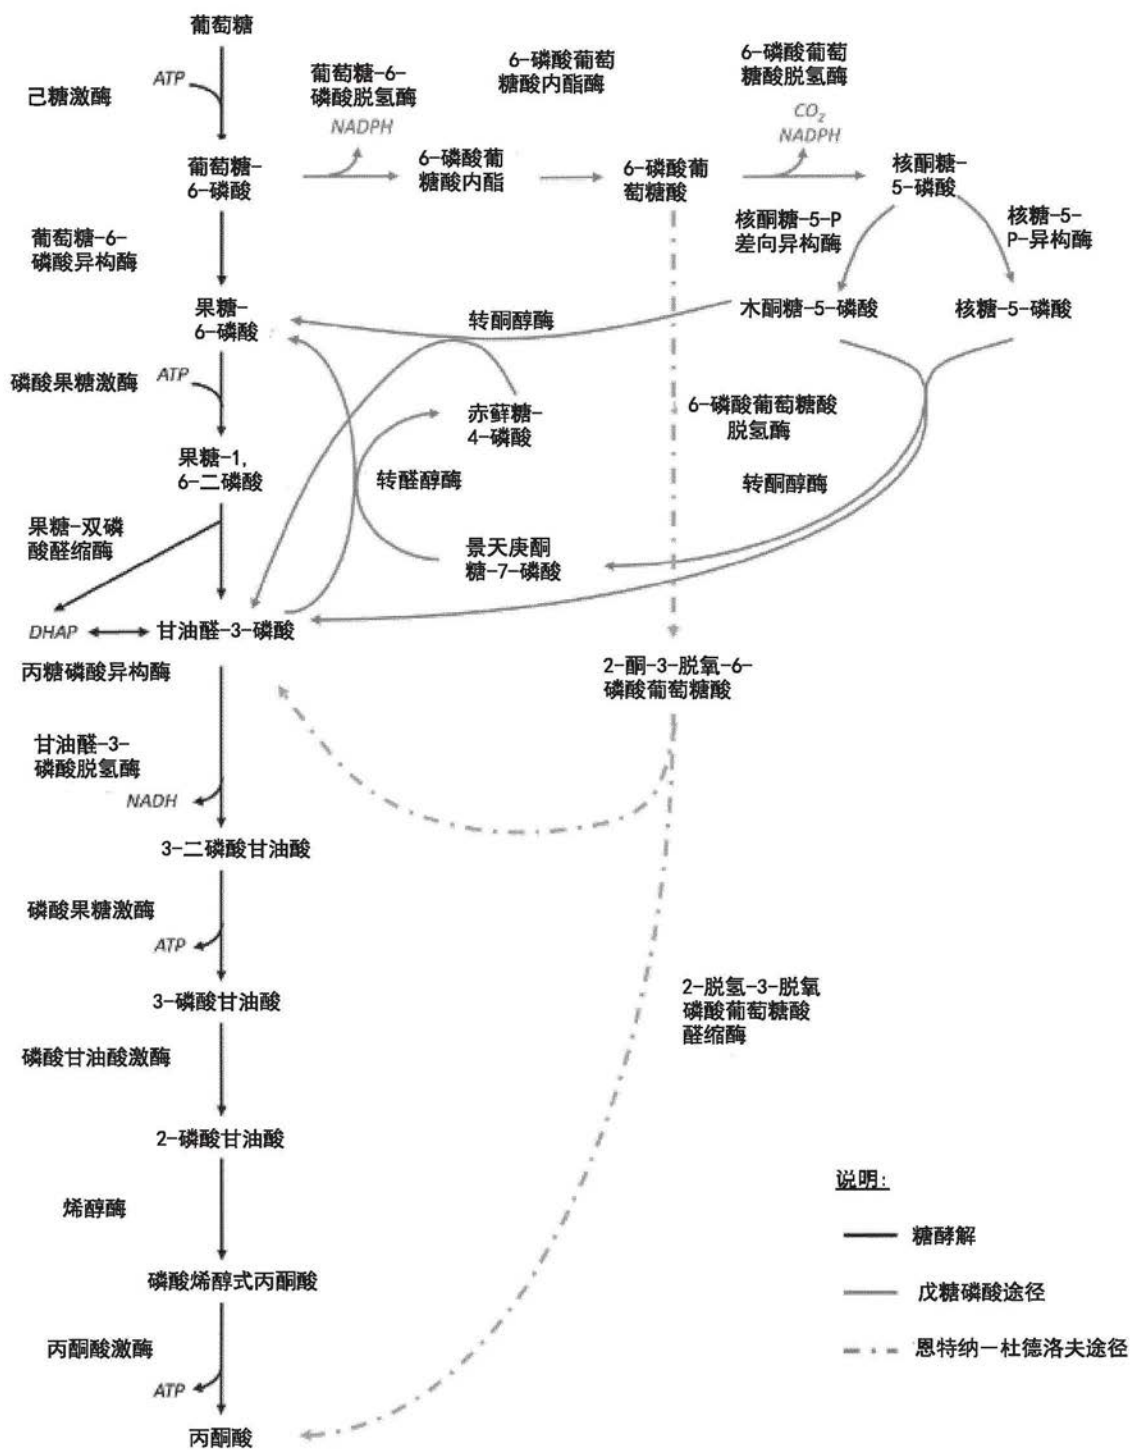 葡萄糖
ATP
己糖激酶
葡萄糖-6-
磷酸脱氢酶
NADPH
6-磷酸葡萄
糖酸内酯酶
6-磷酸葡萄
糖酸脱氢酶
CO₂
NADPH
葡萄糖-
6-磷酸
6-磷酸葡
糖酸内酯
6-磷酸葡
萄糖酸
核酮糖-
5-磷酸
葡萄糖-6-
磷酸异构酶
核酮糖-5-P
差向异构酶
核糖-5-
P-异构酶
果糖-
6-磷酸
转酮醇酶
木酮糖-5-磷酸
核糖-5-磷酸
磷酸果糖激酶
ATP
赤藓糖-
4-磷酸
6-磷酸葡萄糖酸
脱氢酶
果糖-1,
6-二磷酸
转醛醇酶
转酮醇酶
果糖-双磷
酸醛缩酶
景天庚酮
糖-7-磷酸
DHAP
甘油醛-3-磷酸
丙糖磷酸异构酶
2-酮-3-脱氧-6-
磷酸葡萄糖酸
甘油醛-3-
磷酸脱氢酶
NADH
3-二磷酸甘油酸
磷酸果糖激酶
ATP
3-磷酸甘油酸
2-脱氢-3-脱氧
磷酸葡萄糖酸
醛缩酶
磷酸甘油酸激酶
2-磷酸甘油酸
烯醇酶
磷酸烯醇式丙酮酸
丙酮酸激酶
ATP
丙酮酸
说明:
糖酵解
戊糖磷酸途径
恩特纳-杜德洛夫途径